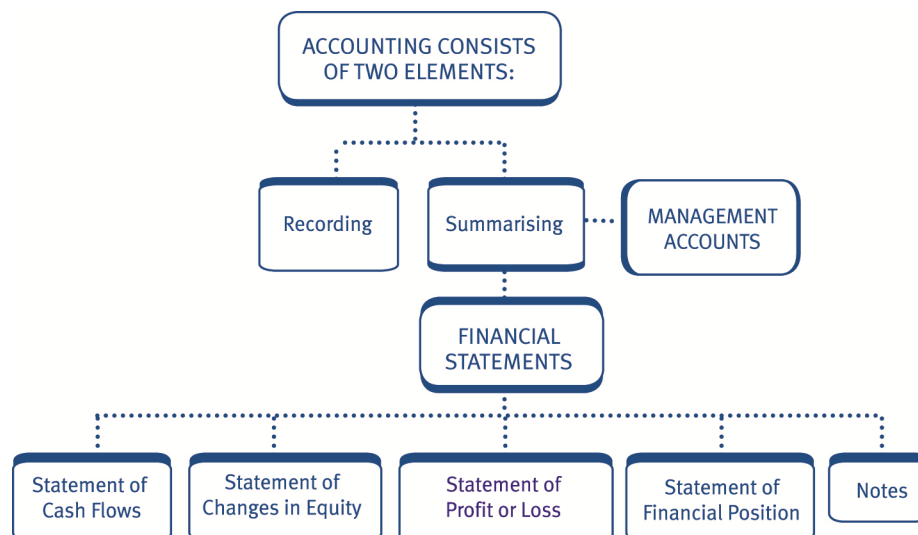 ACCOUNTING CONSISTS
OF TWO ELEMENTS:
Recording
Summarising
MANAGEMENT
ACCOUNTS
FINANCIAL
STATEMENTS
Statement of
Cash Flows
Statement of
Changes in Equity
Statement of
Profit or Loss
Statement of
Financial Position
Notes